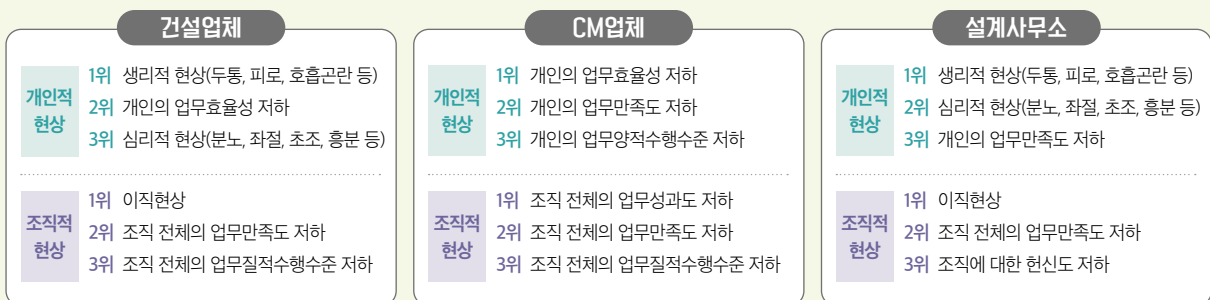 건설업체
개인적
현상
1위 생리적 현상(두통, 피로, 호흡곤란 등)
2위 개인의 업무효율성 저하
3위 심리적 현상(분노, 좌절, 초조, 흥분 등)
조직적
현상
1위 이직현상
2위 조직 전체의 업무만족도 저하
3위 조직 전체의 업무질적수행수준 저하
CM업체
개인적
현상
1위 개인의 업무효율성 저하
2위 개인의 업무만족도 저하
3위 개인의 업무양적수행수준 저하
조직적
현상
1위 조직 전체의 업무성과도 저하
2위 조직 전체의 업무만족도 저하
3위 조직 전체의 업무질적수행수준 저하
설계사무소
개인적
현상
1위 생리적 현상(두통, 피로, 호흡곤란 등)
2위 심리적 현상(분노, 좌절, 초조, 흥분 등)
3위 개인의 업무만족도 저하
조직적
현상
1위 이직현상
2위 조직 전체의 업무만족도 저하
3위 조직에 대한 헌신도 저하